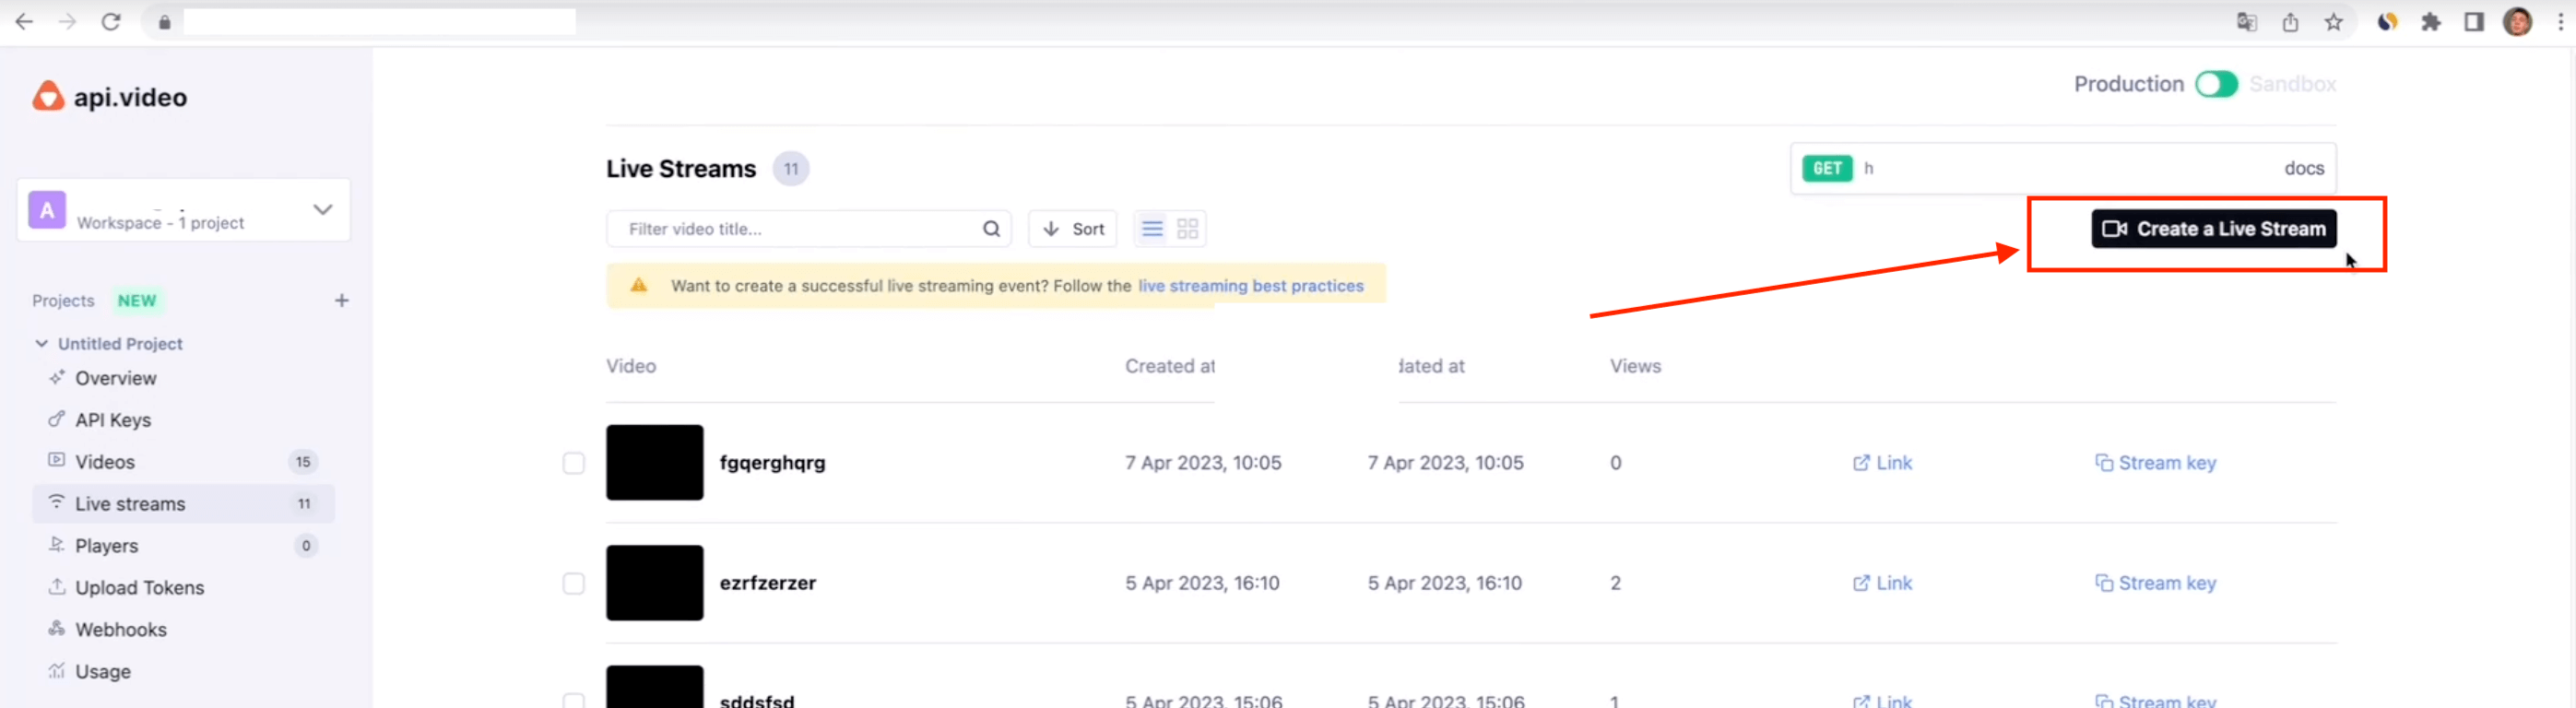 api.video
Production Sandbox
Live Streams 11
GET h docs
A
Workspace - 1 project
Filter video title...
Sort
Create a Live Stream
Want to create a successful live streaming event? Follow the live streaming best practices
Projects NEW +
Untitled Project
Overview
API Keys
Videos 15
Live streams 11
Players 0
Upload Tokens
Webhooks
Usage
Video Created at dated at Views
fgqerghqrg 7 Apr 2023, 10:05 7 Apr 2023, 10:05 0 Link Stream key
ezrfzerzer 5 Apr 2023, 16:10 5 Apr 2023, 16:10 2 Link Stream key
sddsfsd 5 Apr 2023, 15:06 5 Apr 2023, 15:06 1 Link Stream key